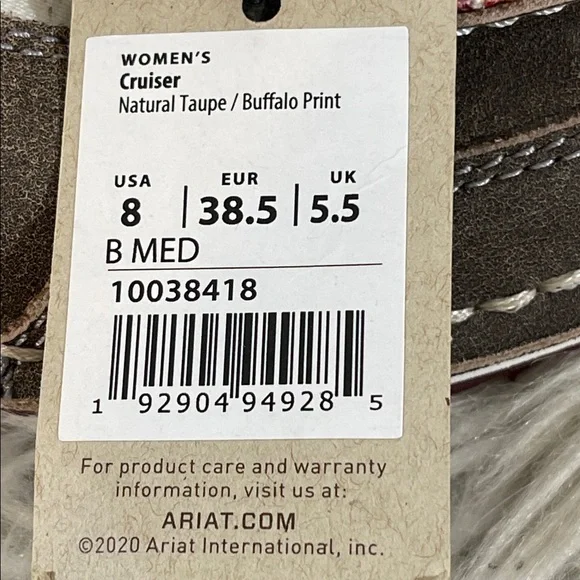 WOMEN'S
Cruiser
Natural Taupe / Buffalo Print
USA EUR UK
8 | 38.5 | 5.5
B MED
10038418
1 92904 94928 5
For product care and warranty
information, visit us at:
ARIAT.COM
©2020 Ariat International, inc.